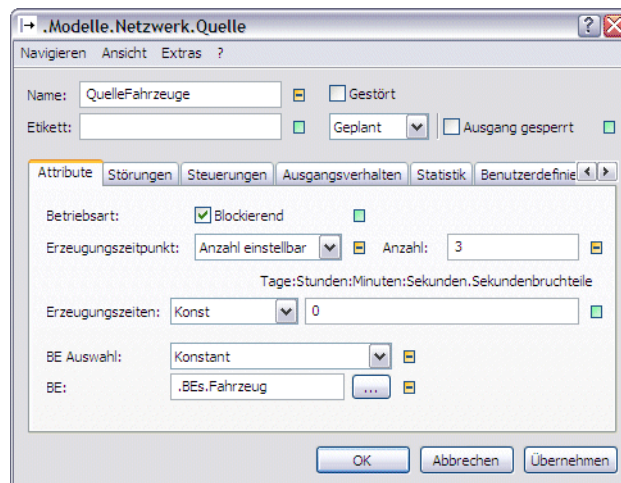 .Modelle.Netzwerk.Quelle
Navigieren Ansicht Extras ?
Name: QuelleFahrzeuge Gestört
Etikett: Geplant Ausgang gesperrt
Attribute Störungen Steuerungen Ausgangsverhalten Statistik Benutzerdefinie
Betriebsart: Blockierend
Erzeugungszeitpunkt: Anzahl einstellbar Anzahl: 3
Tage:Stunden:Minuten:Sekunden.Sekundenbruchteile
Erzeugungszeiten: Konst 0
BE Auswahl: Konstant
BE: .BEs.Fahrzeug ...
OK Abbrechen Übernehmen